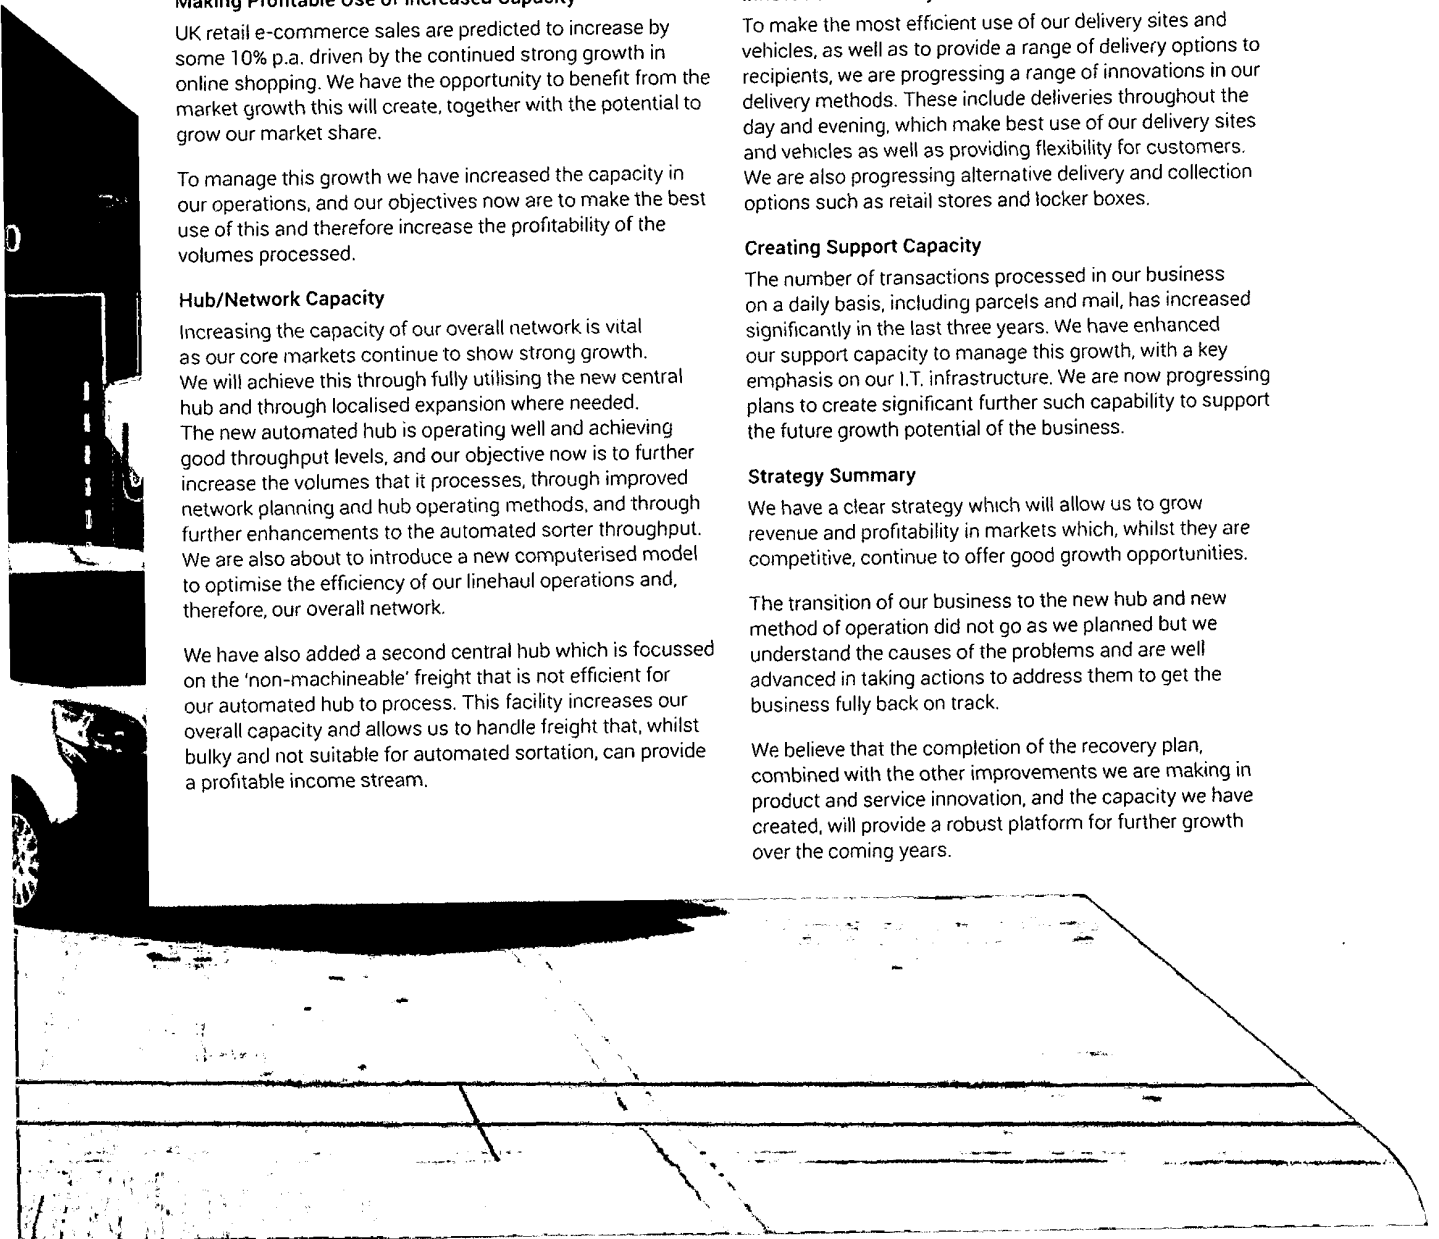 Making Profitable Use of Increased Capacity
UK retail e-commerce sales are predicted to increase by
some 10% p.a. driven by the continued strong growth in
online shopping. We have the opportunity to benefit from the
market growth this will create, together with the potential to
grow our market share.
To manage this growth we have increased the capacity in
our operations, and our objectives now are to make the best
use of this and therefore increase the profitability of the
volumes processed.
Hub/Network Capacity
Increasing the capacity of our overall network is vital
as our core markets continue to show strong growth.
We will achieve this through fully utilising the new central
hub and through localised expansion where needed.
The new automated hub is operating well and achieving
good throughput levels, and our objective now is to further
increase the volumes that it processes, through improved
network planning and hub operating methods, and through
further enhancements to the automated sorter throughput.
We are also about to introduce a new computerised model
to optimise the efficiency of our linehaul operations and,
therefore, our overall network.
We have also added a second central hub which is focussed
on the 'non-machineable' freight that is not efficient for
our automated hub to process. This facility increases our
overall capacity and allows us to handle freight that, whilst
bulky and not suitable for automated sortation, can provide
a profitable income stream.
To make the most efficient use of our delivery sites and
vehicles, as well as to provide a range of delivery options to
recipients, we are progressing a range of innovations in our
delivery methods. These include deliveries throughout the
day and evening, which make best use of our delivery sites
and vehicles as well as providing flexibility for customers.
We are also progressing alternative delivery and collection
options such as retail stores and locker boxes.
Creating Support Capacity
The number of transactions processed in our business
on a daily basis, including parcels and mail, has increased
significantly in the last three years. We have enhanced
our support capacity to manage this growth, with a key
emphasis on our I.T. infrastructure. We are now progressing
plans to create significant further such capability to support
the future growth potential of the business.
Strategy Summary
We have a clear strategy which will allow us to grow
revenue and profitability in markets which, whilst they are
competitive, continue to offer good growth opportunities.
The transition of our business to the new hub and new
method of operation did not go as we planned but we
understand the causes of the problems and are well
advanced in taking actions to address them to get the
business fully back on track.
We believe that the completion of the recovery plan,
combined with the other improvements we are making in
product and service innovation, and the capacity we have
created, will provide a robust platform for further growth
over the coming years.